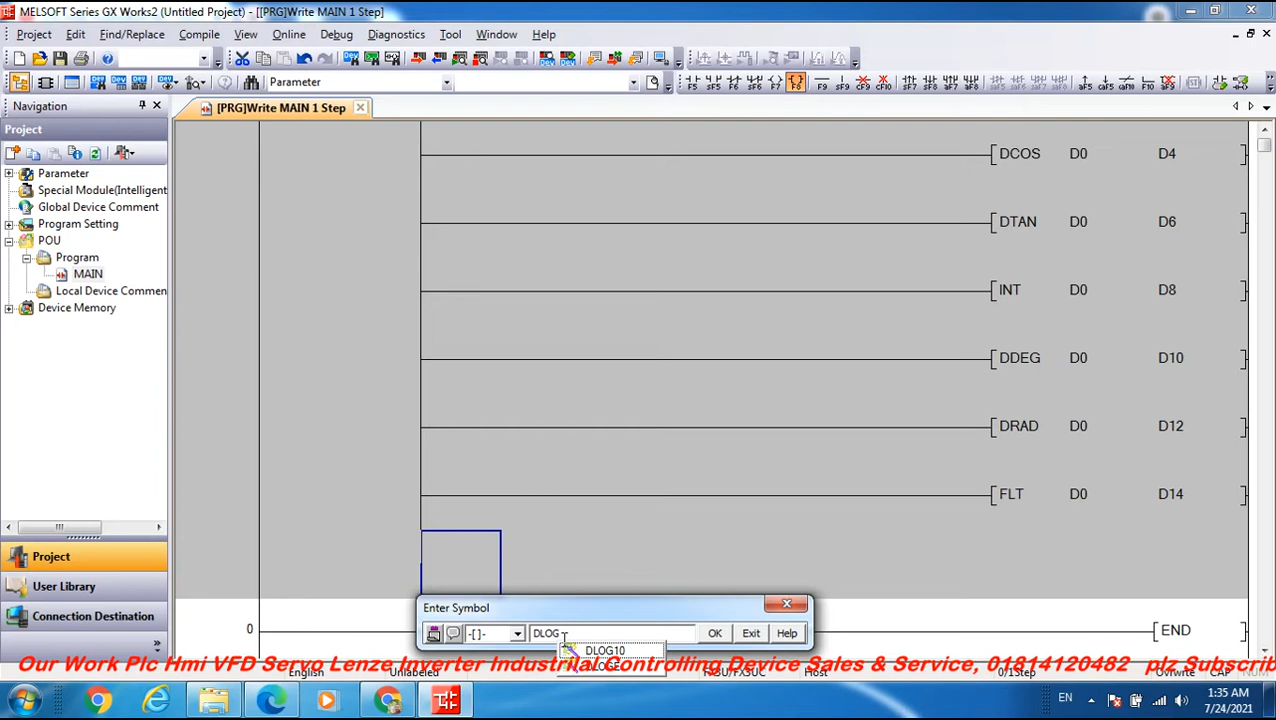 MELSOFT Series GX Works2 (Untitled Project) - [[PRG]Write MAIN 1 Step]
Project Edit Find/Replace Compile View Online Debug Diagnostics Tool Window Help
Parameter
Navigation
[PRG]Write MAIN 1 Step
Project
Parameter
Special Module(Intelligent
Global Device Comment
Program Setting
POU
Program
MAIN
Local Device Commen
Device Memory
Project
User Library
Connection Destination
DCOS D0 D4
DTAN D0 D6
INT D0 D8
DDEG D0 D10
DRAD D0 D12
FLT D0 D14
0
END
Enter Symbol
-[ ]- DLOG OK Exit Help
DLOG10
Our Work Plc Hmi VFD Servo Lenze Inverter Industrital Controlling Device Sales & Service, 01814120482 plz Subscrib
English Unlabeled Host 0/1Step Ovrwrte CAP NUM
EN
1:35 AM
7/24/2021